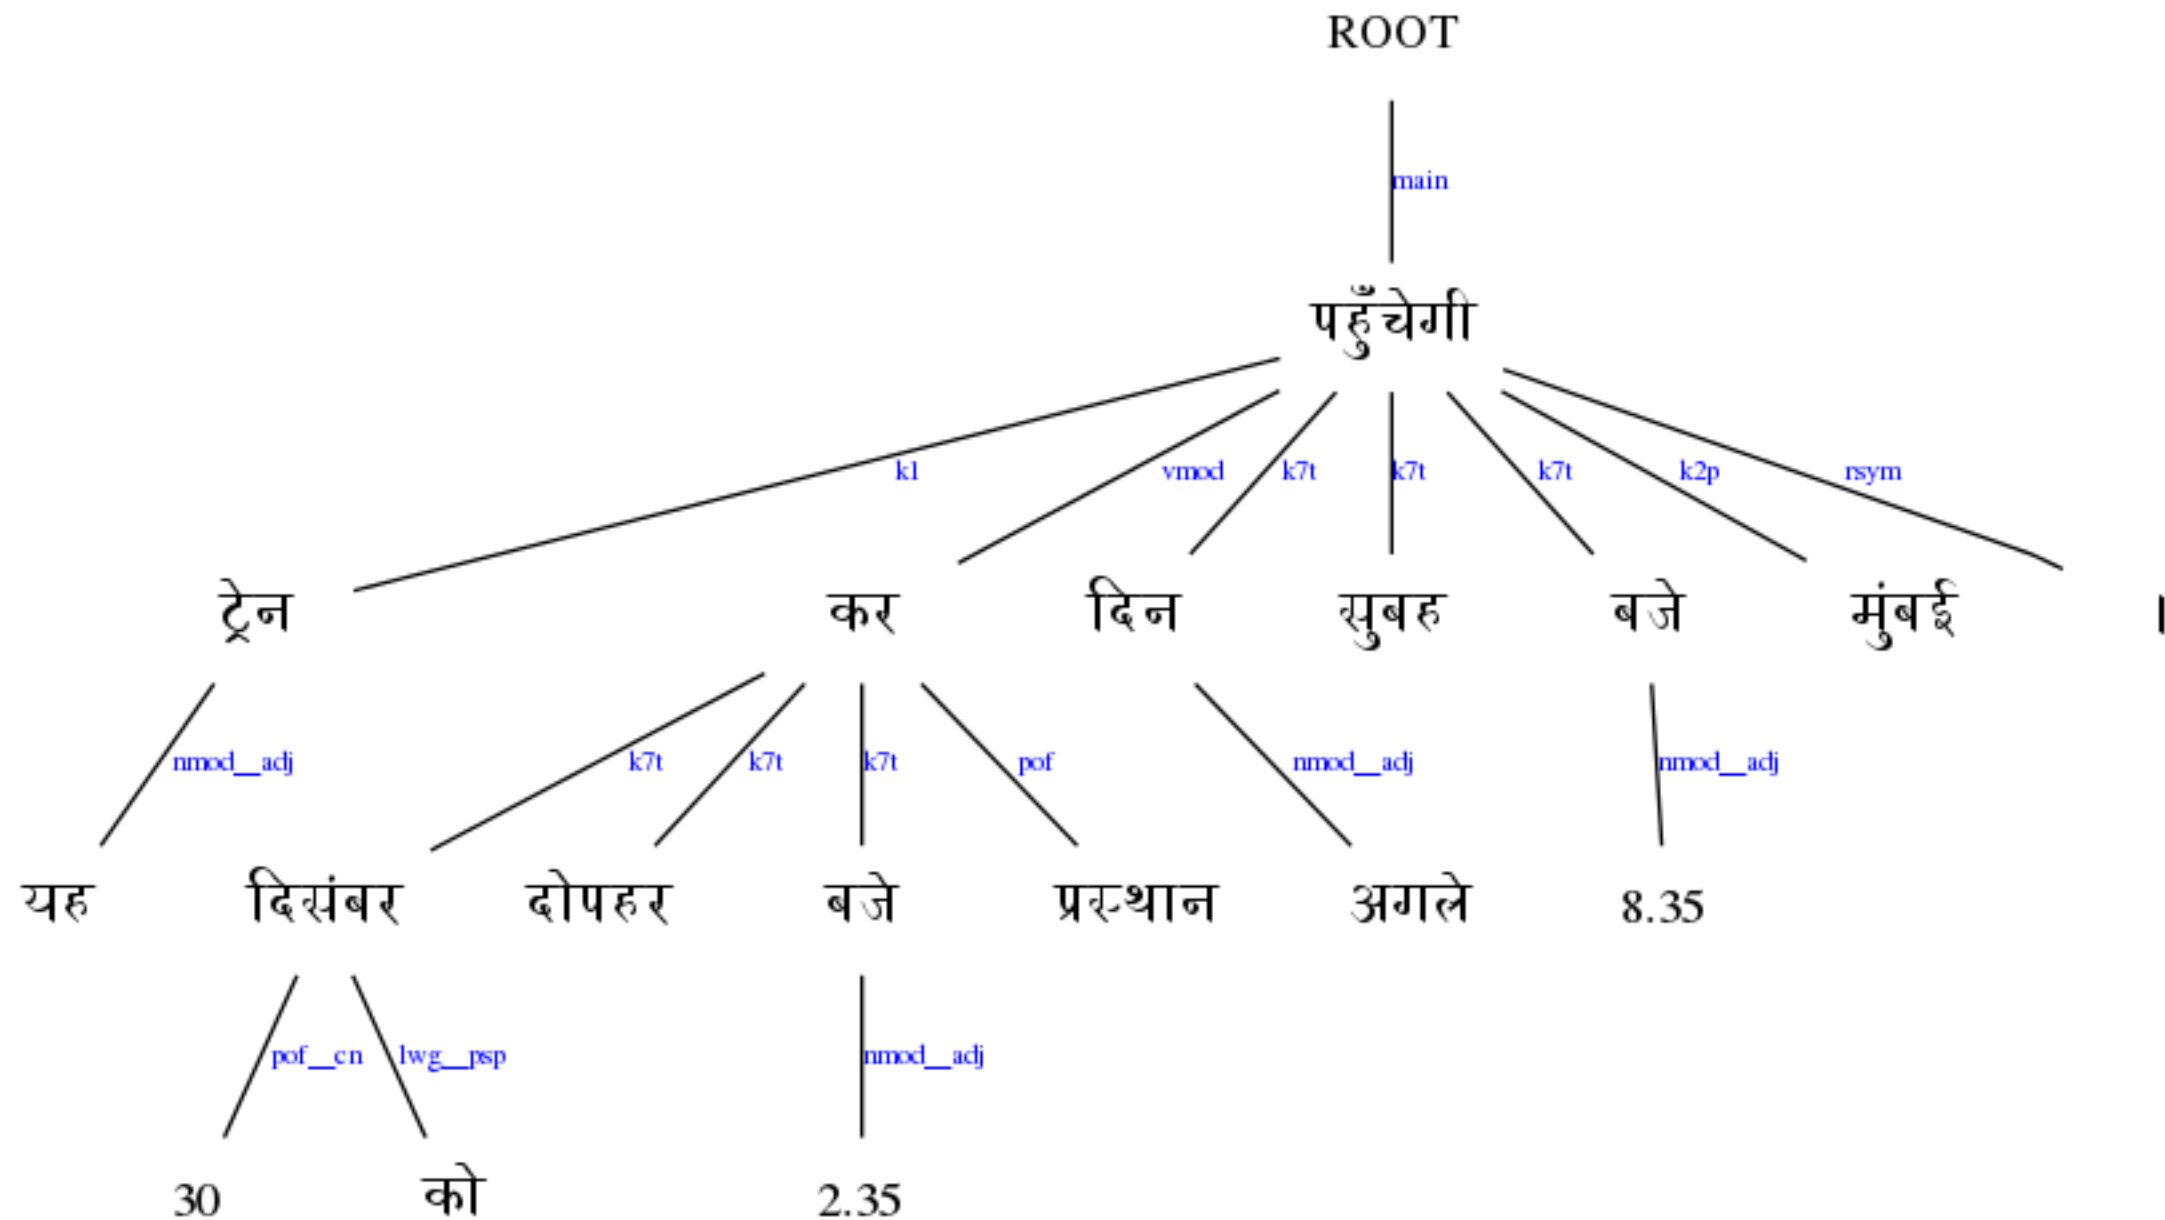 ROOT
main
पहुँचेगी
k1 vmod k7t k7t k7t k2p rsym
ट्रेन कर दिन सुबह बजे मुंबई ।
nmod__adj k7t k7t k7t pof nmod__adj nmod__adj
यह दिसंबर दोपहर बजे प्रस्थान अगले 8.35
pof__cn lwg__psp nmod__adj
30 को 2.35